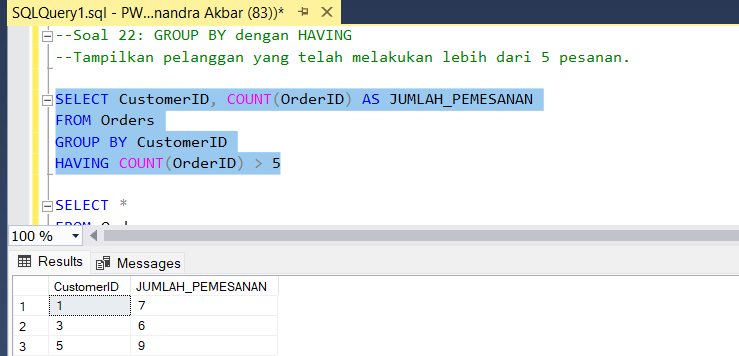 SQLQuery1.sql - PW...nandra Akbar (83))*
--Soal 22: GROUP BY dengan HAVING
--Tampilkan pelanggan yang telah melakukan lebih dari 5 pesanan.
SELECT CustomerID, COUNT(OrderID) AS JUMLAH_PEMESANAN
FROM Orders
GROUP BY CustomerID
HAVING COUNT(OrderID) > 5
SELECT *
100 %
Results Messages
CustomerID JUMLAH_PEMESANAN
1 1 7
2 3 6
3 5 9